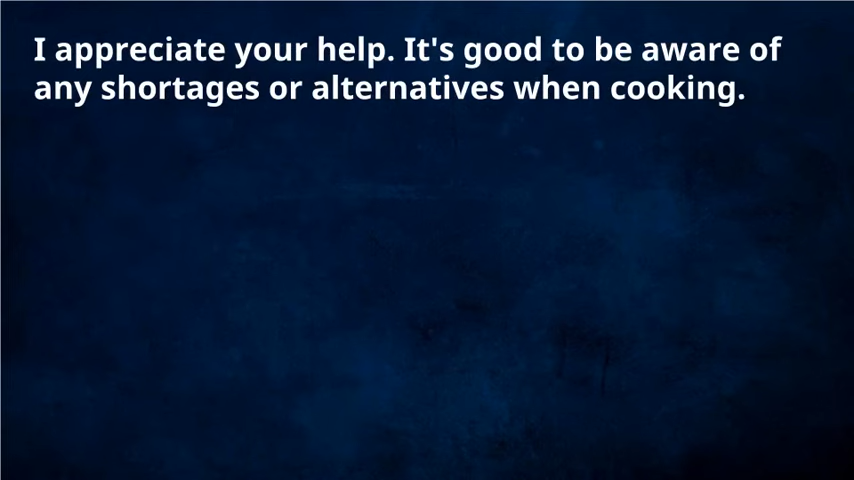 I appreciate your help. It's good to be aware of
any shortages or alternatives when cooking.